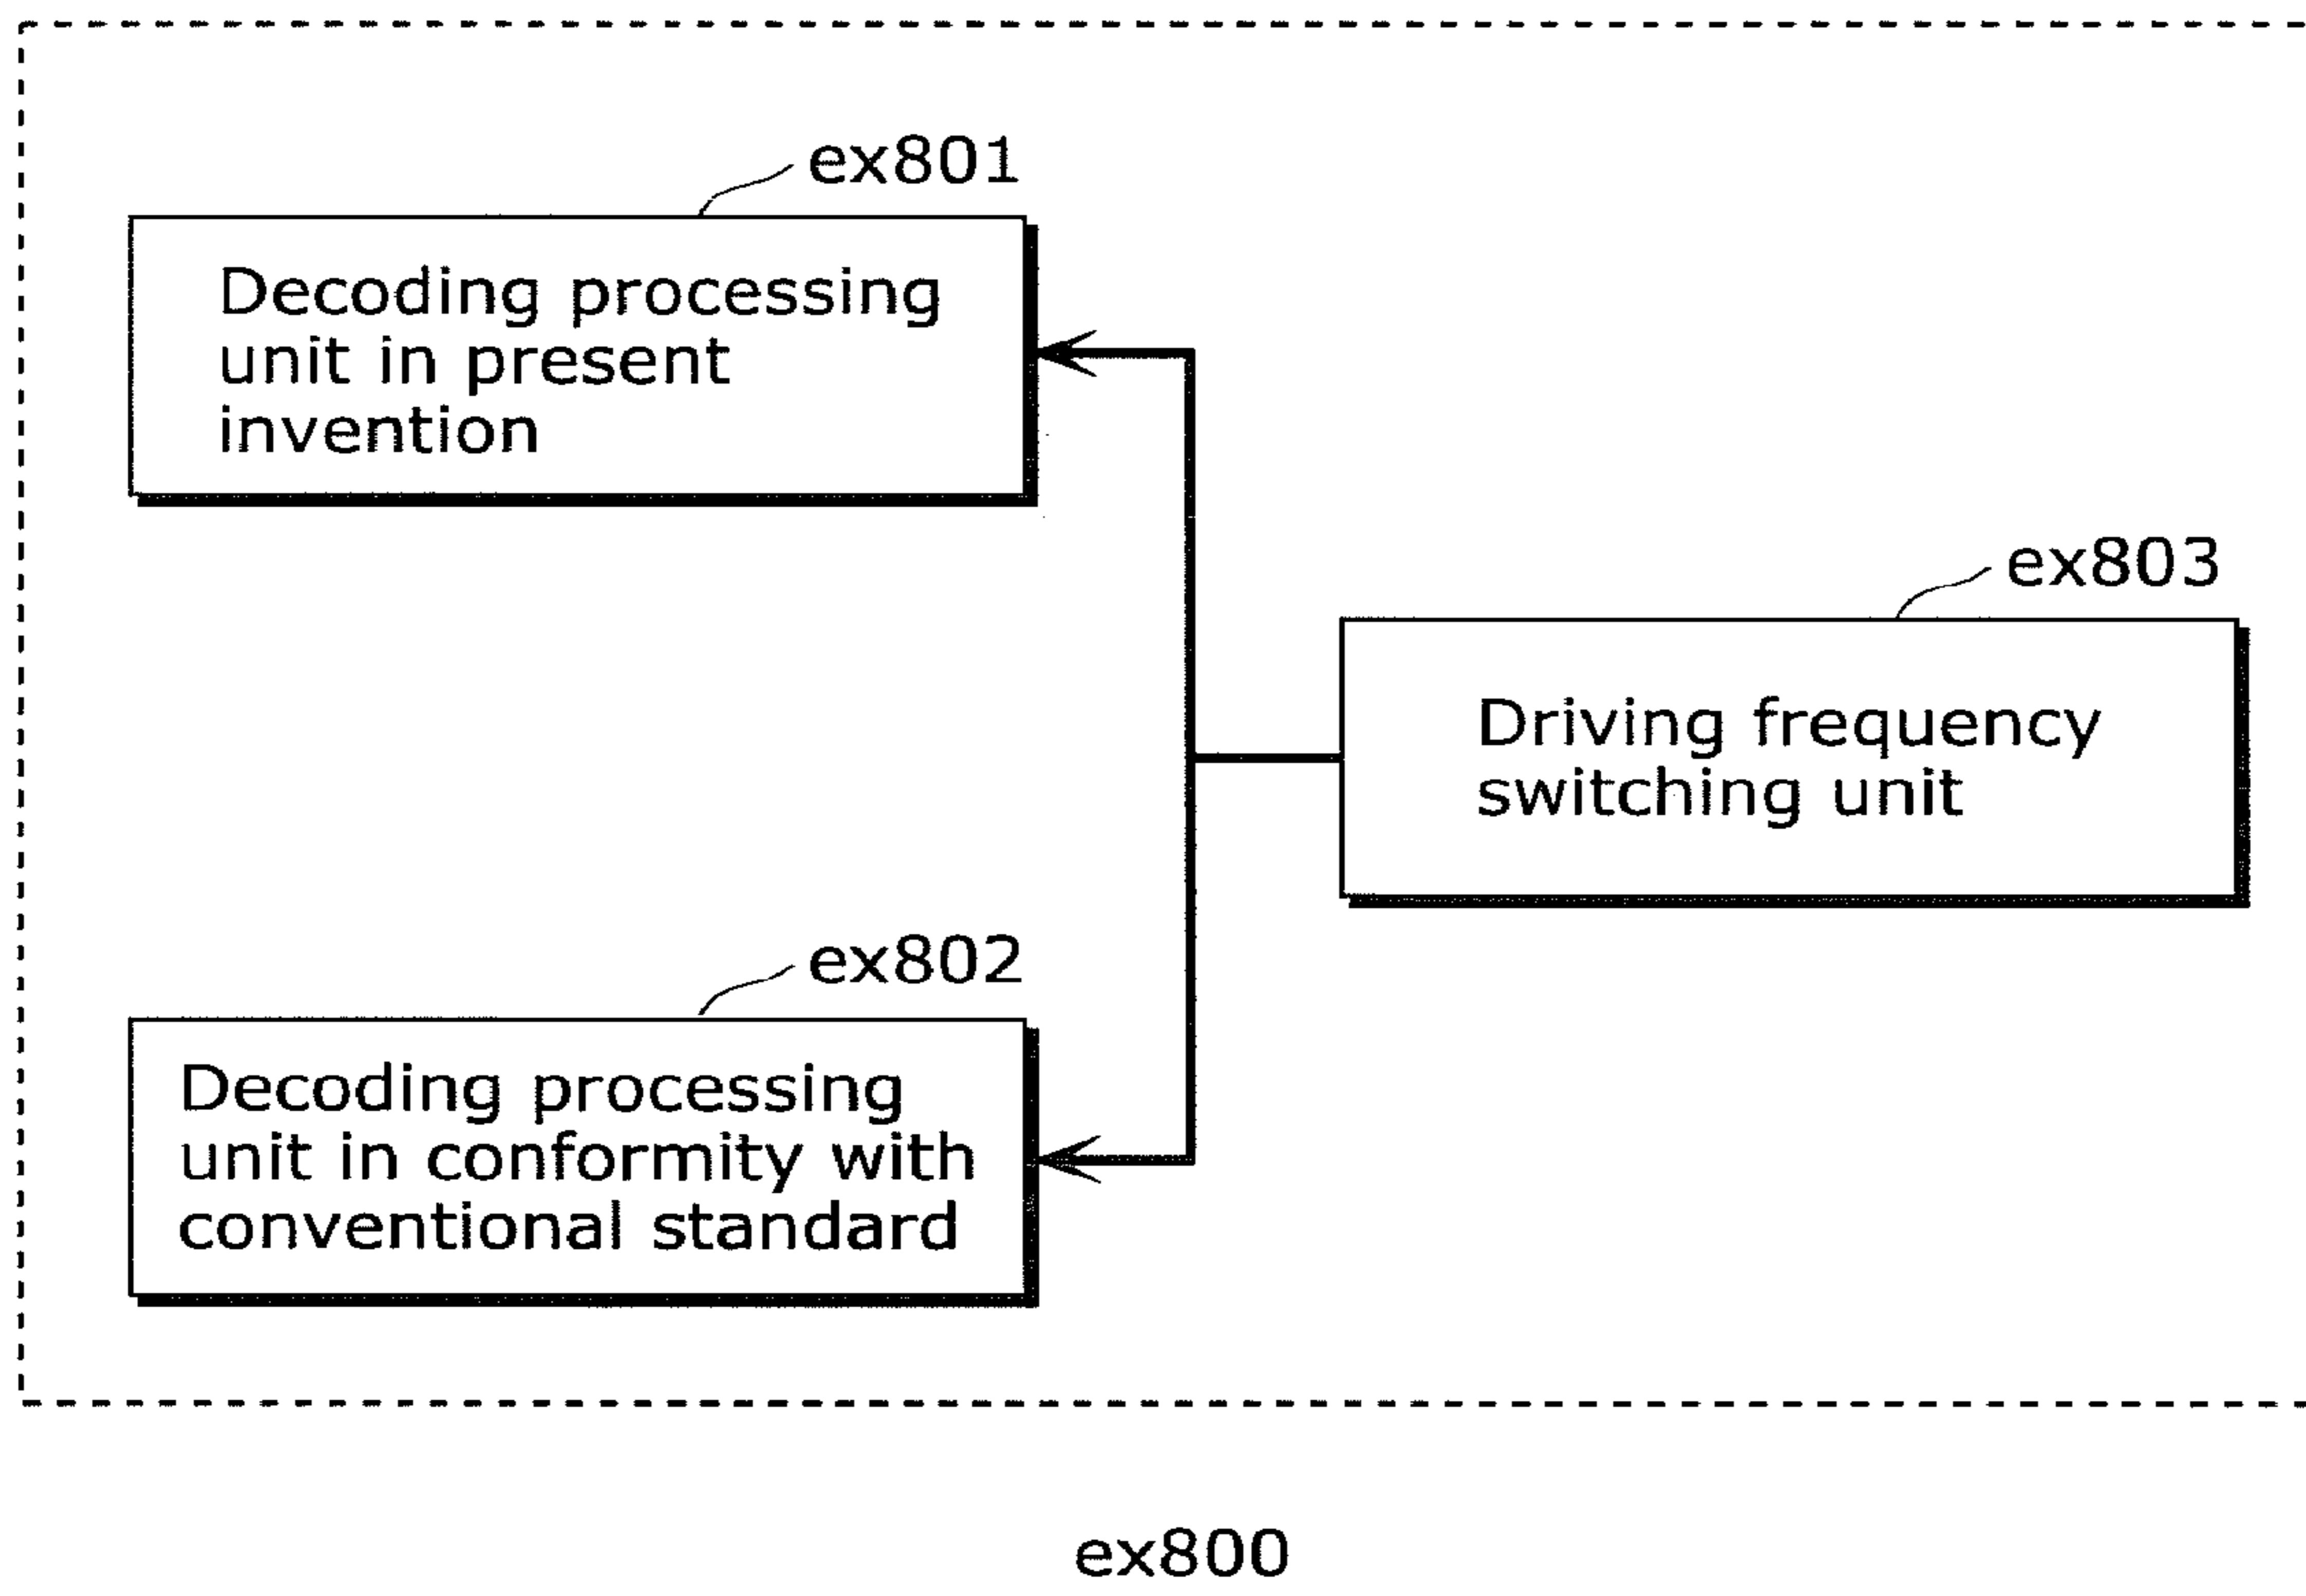 ex801
Decoding processing
unit in present
invention
ex803
Driving frequency
switching unit
ex802
Decoding processing
unit in conformity with
conventional standard
ex800